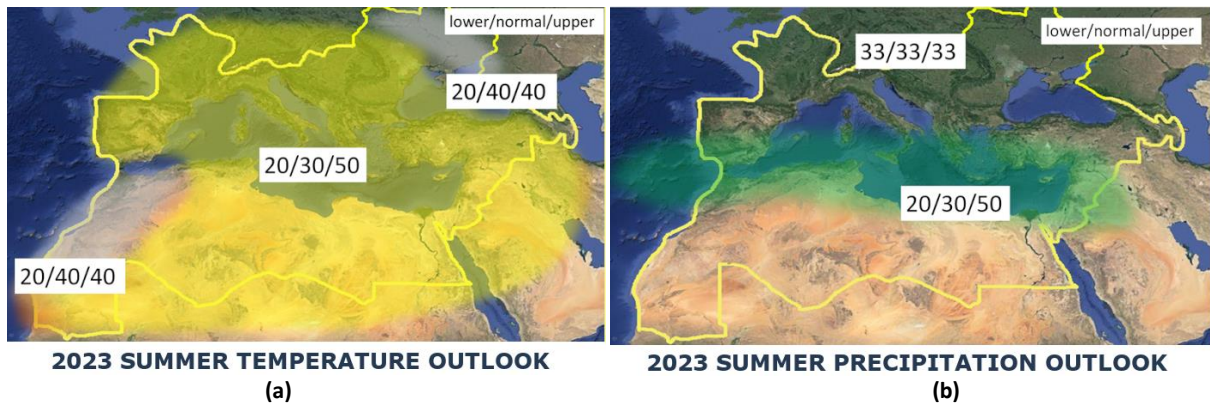 lower/normal/upper
20/40/40
20/30/50
20/40/40
2023 SUMMER TEMPERATURE OUTLOOK
(a)
lower/normal/upper
33/33/33
20/30/50
2023 SUMMER PRECIPITATION OUTLOOK
(b)